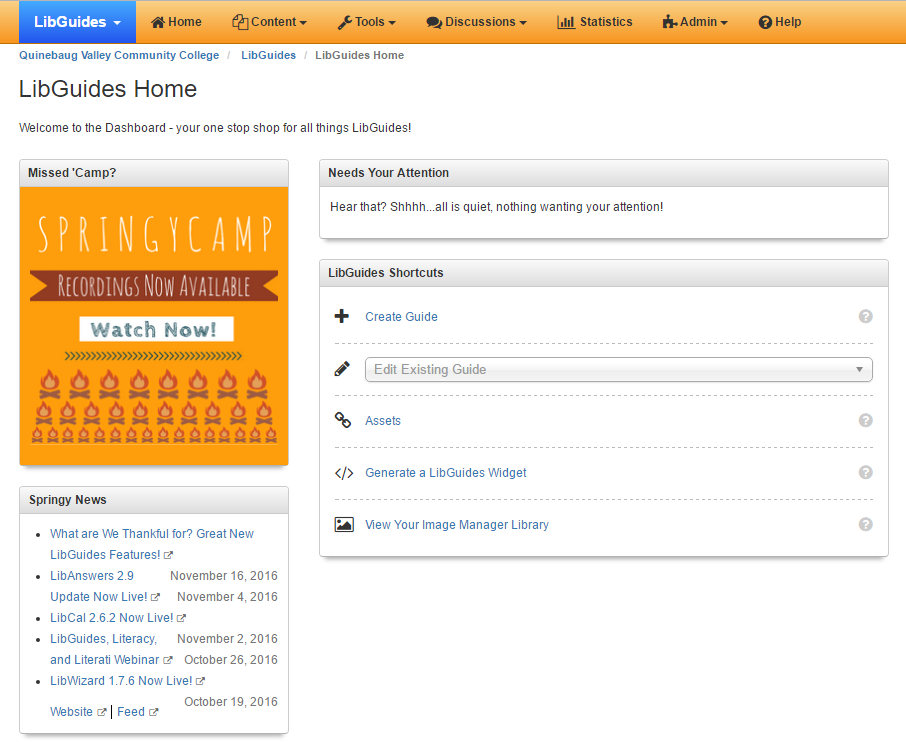 LibGuides Home Content Tools Discussions Statistics Admin Help
Quinebaug Valley Community College / LibGuides / LibGuides Home
LibGuides Home
Welcome to the Dashboard - your one stop shop for all things LibGuides!
Missed 'Camp?
SPRINGYCAMP
RECORDINGS NOW AVAILABLE
Watch Now!
Springy News
What are We Thankful for? Great New
LibGuides Features!
LibAnswers 2.9 November 16, 2016
Update Now Live! November 4, 2016
LibCal 2.6.2 Now Live!
LibGuides, Literacy, November 2, 2016
and Literati Webinar October 26, 2016
LibWizard 1.7.6 Now Live!
October 19, 2016
Website | Feed
Needs Your Attention
Hear that? Shhhh...all is quiet, nothing wanting your attention!
LibGuides Shortcuts
Create Guide
Edit Existing Guide
Assets
Generate a LibGuides Widget
View Your Image Manager Library